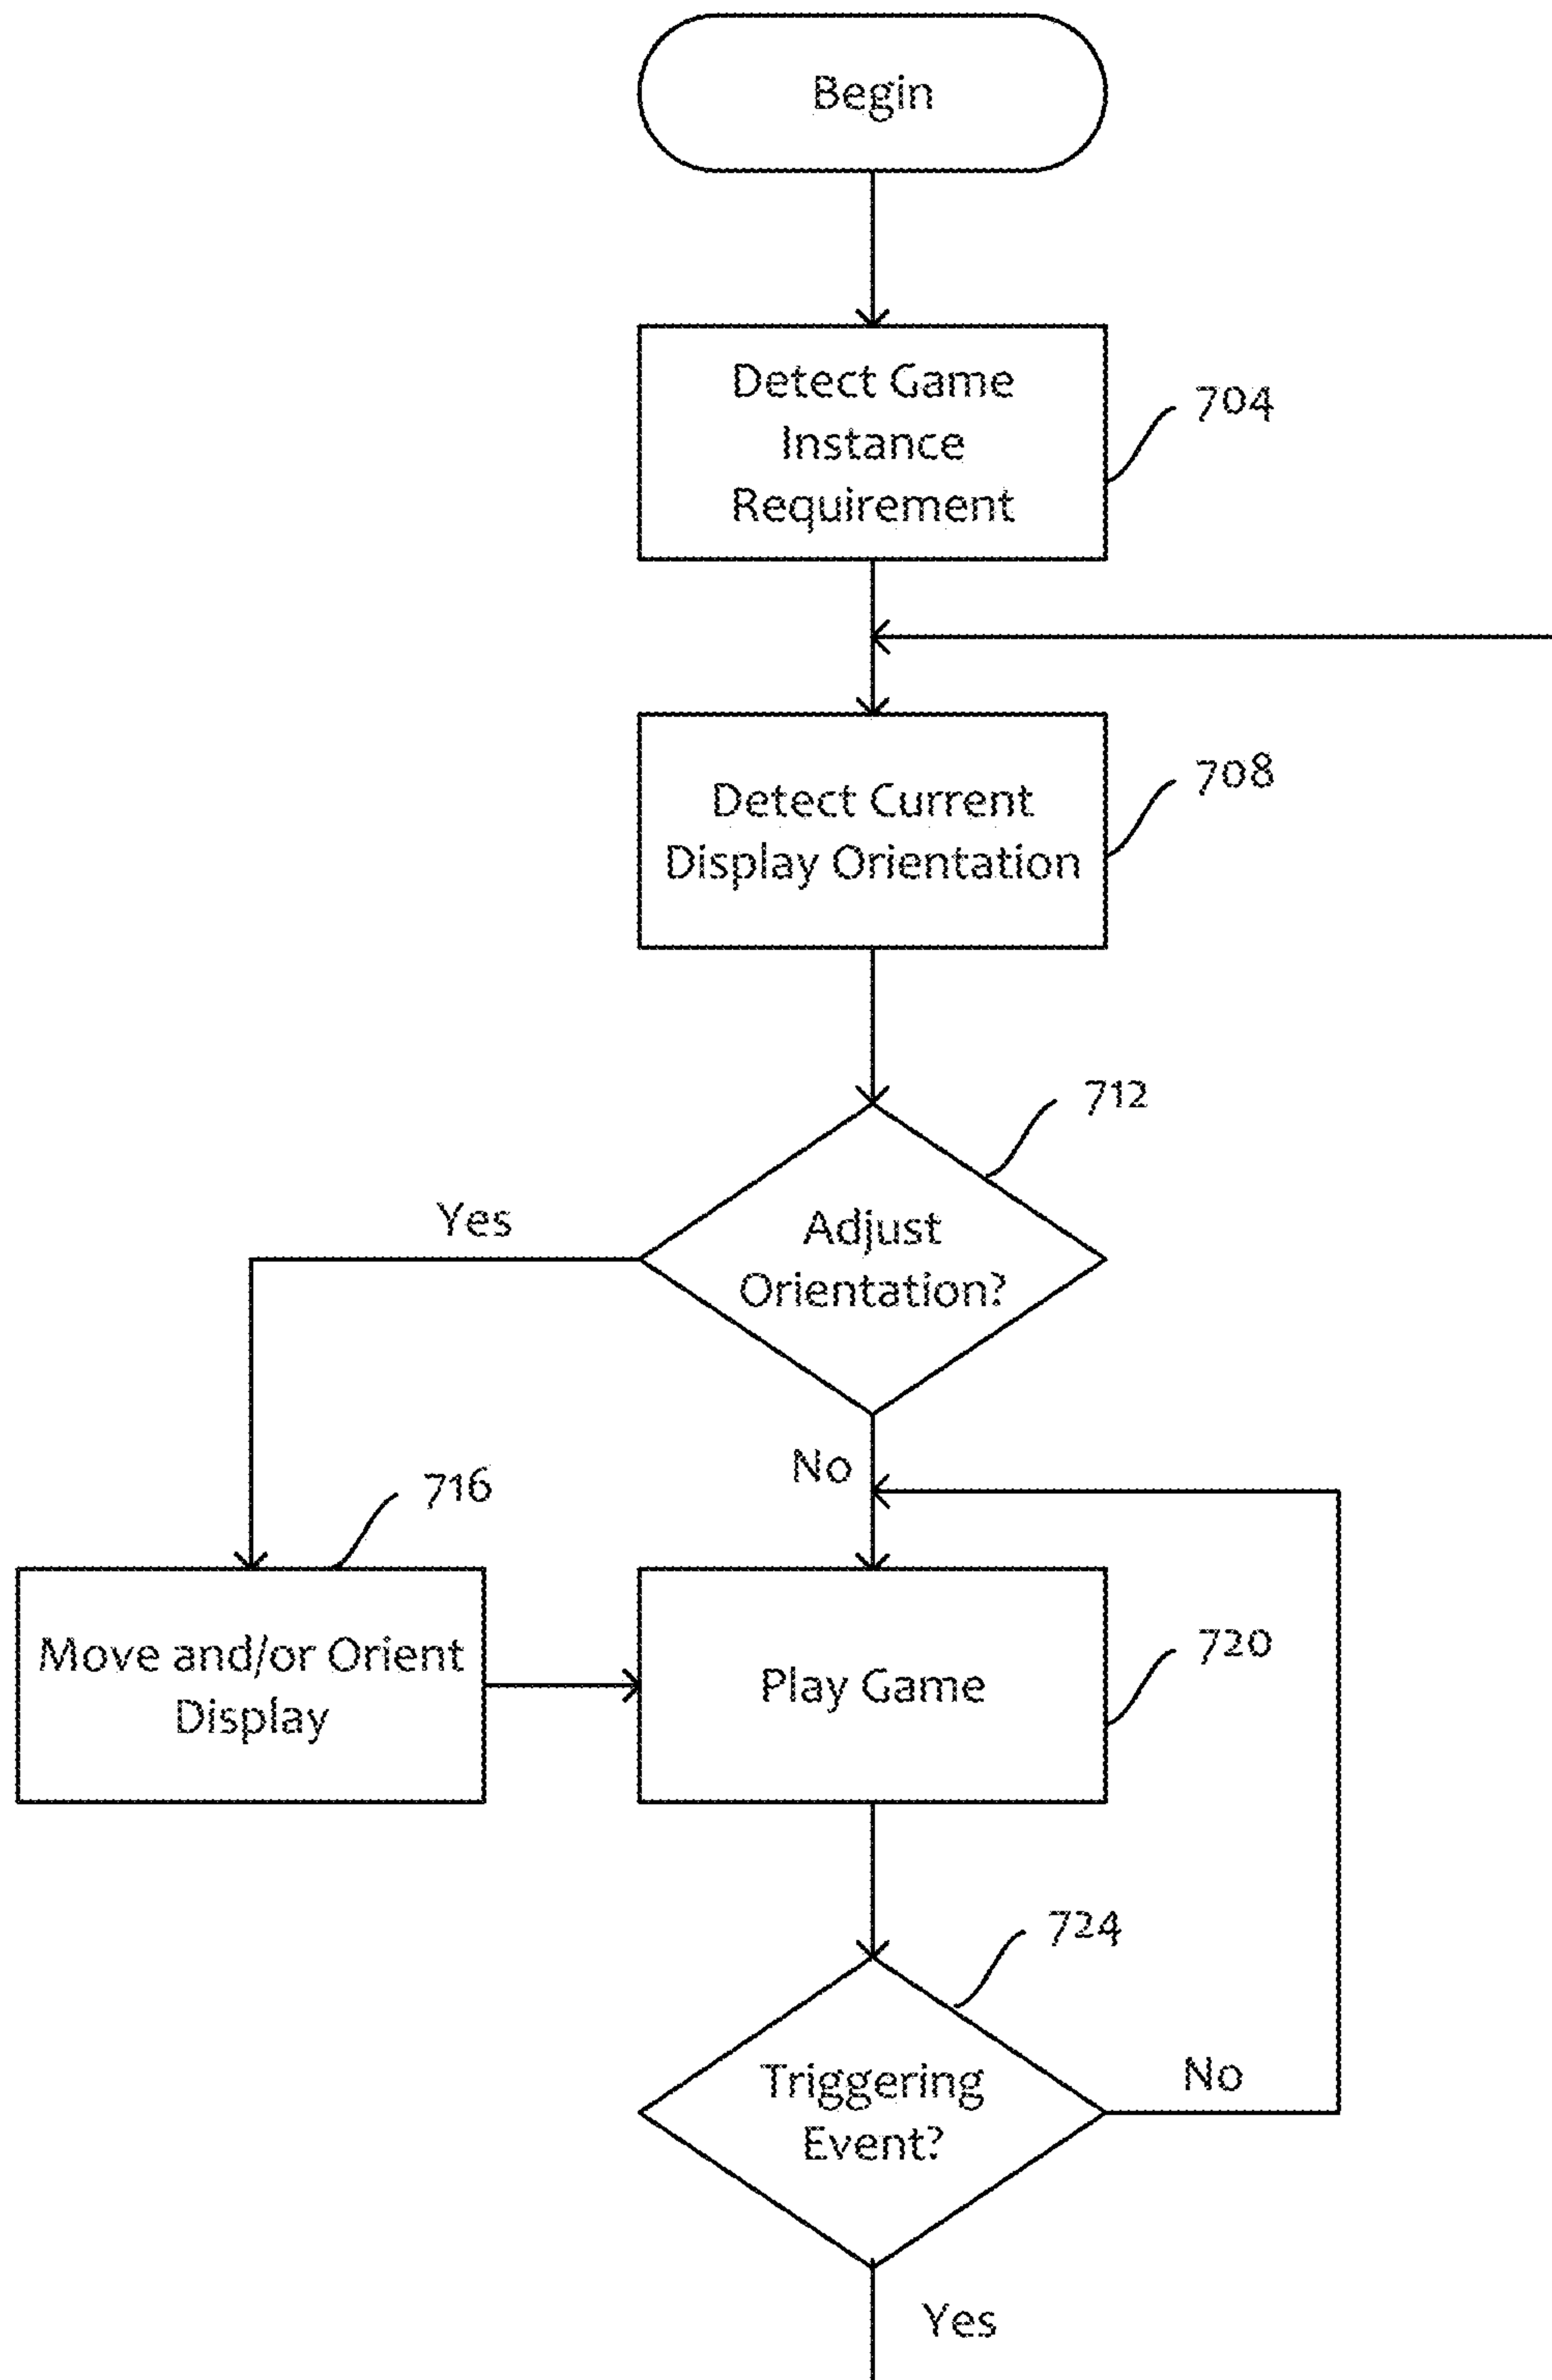 Begin
Detect Game
Instance
Requirement
704
Detect Current
Display Orientation
708
712
Yes
Adjust
Orientation?
No
716
Move and/or Orient
Display
Play Game
720
724
Triggering
Event?
No
Yes